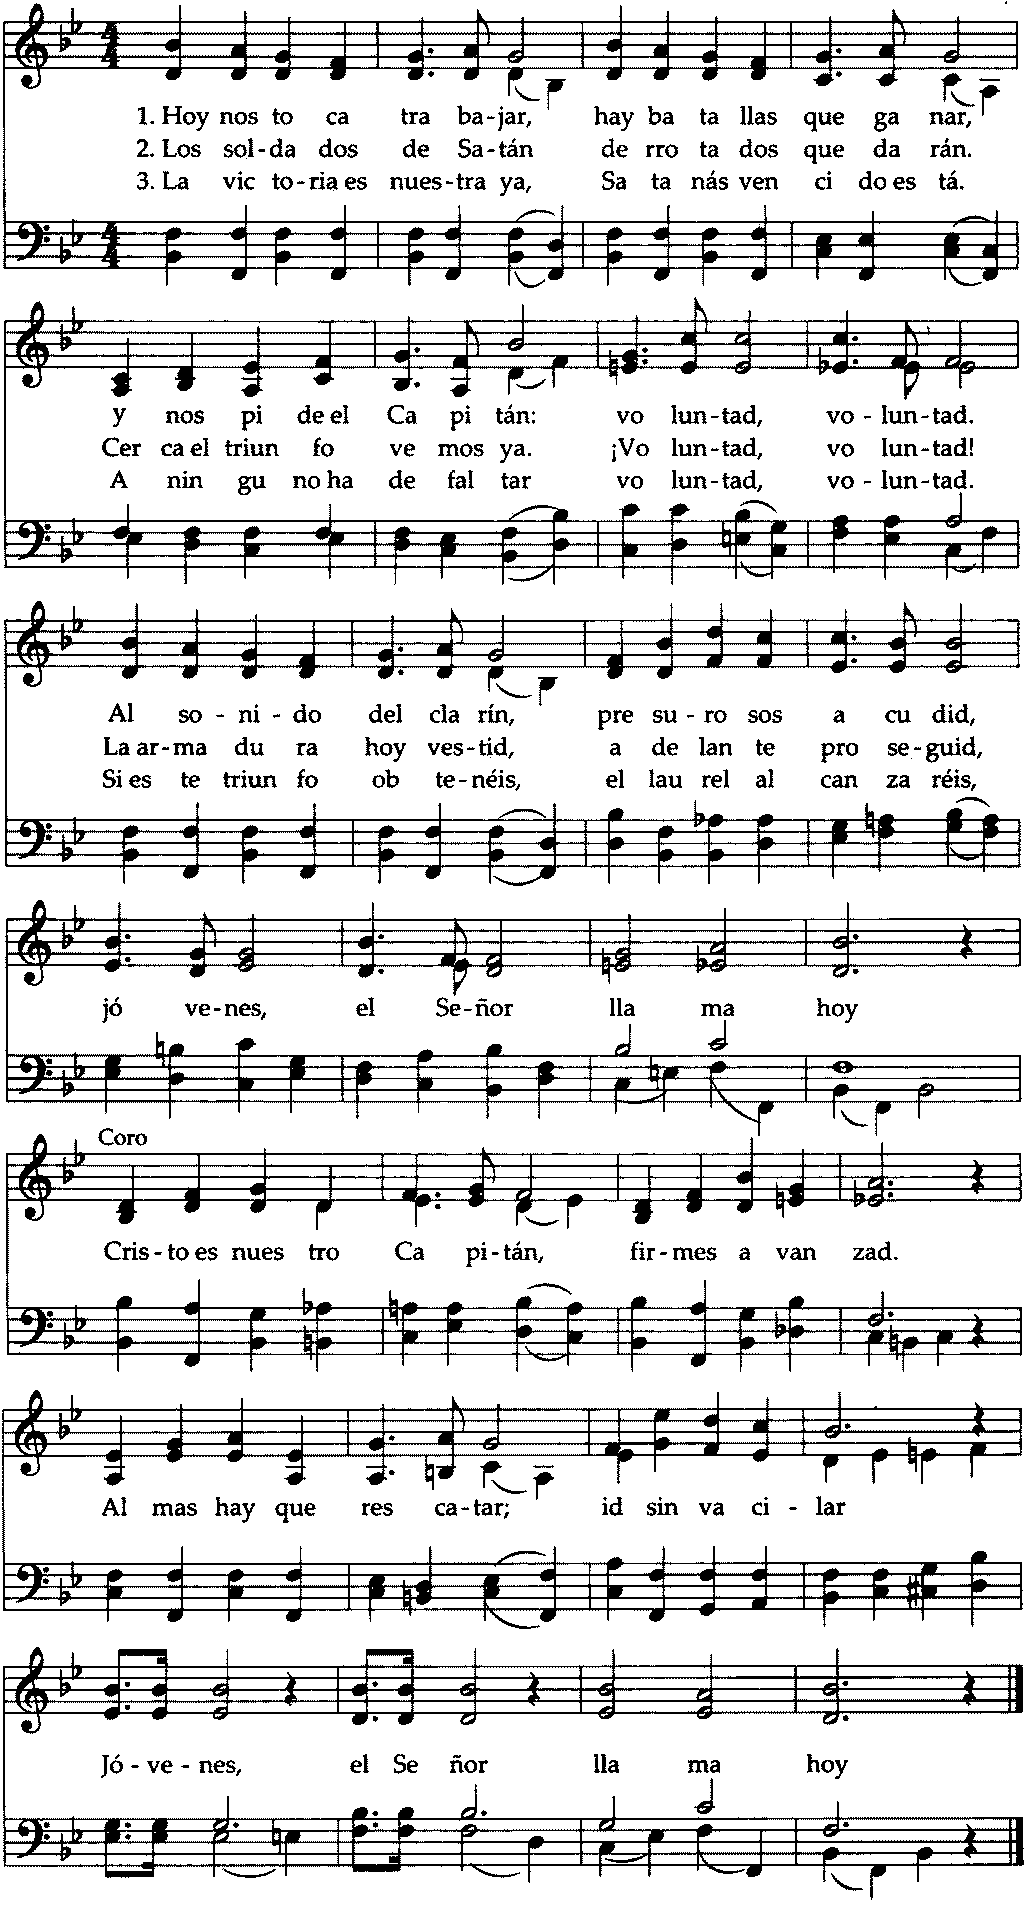 1. Hoy nos to ca tra ba-jar, hay ba ta llas que ga nar,
2. Los sol-da dos de Sa-tán de rro ta dos que da rán.
3. La vic to-ria es nues-tra ya, Sa ta nás ven ci do es tá.
y nos pi de el Ca pi tán: vo lun-tad, vo-lun-tad.
Cer ca el triun fo ve mos ya. ¡Vo lun-tad, vo lun-tad!
A nin gu no ha de fal tar vo lun-tad, vo-lun-tad.
Al so-ni-do del cla rín, pre su-ro sos a cu did,
La ar-ma du ra hoy ves-tid, a de lan te pro se-guid,
Si es te triun fo ob te-néis, el lau rel al can za réis,
jó ve-nes, el Se-ñor lla ma hoy
Coro
Cris-to es nues tro Ca pi-tán, fir-mes a van zad.
Al mas hay que res ca-tar; id sin va ci-lar
Jó-ve-nes, el Se ñor lla ma hoy